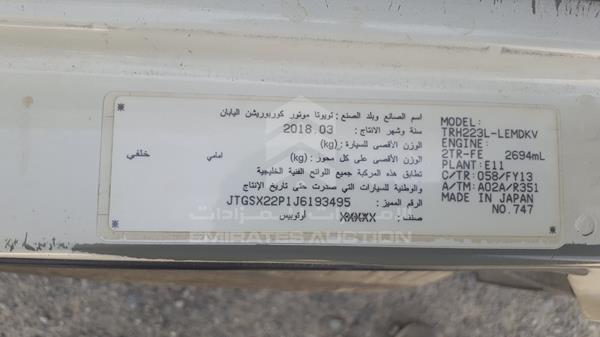 اسم الصانع وبلد الصنع: تويوتا موتور كوربوريشن اليابان
سنة وشهر الانتاج: 2018.03
الوزن الأقصى للسيارة: (kg)
الوزن الأقصى على كل محور: (kg) امامي خلفي
تطابق هذه المركبة جميع اللوائح الفنية الخليجية
والوطنية للسيارات التي صدرت حتى تاريخ الإنتاج
الرقم المميز: JTGSX22P1J6193495
صنف: XXXXX أوتوبيس
MODEL:
TRH223L-LEMDKV
ENGINE:
2TR-FE 2694mL
PLANT: E11
C/TR: 058/FY13
A/TM: A02A/R351
MADE IN JAPAN
NO.747
الإمارات للمزادات
EMIRATES AUCTION